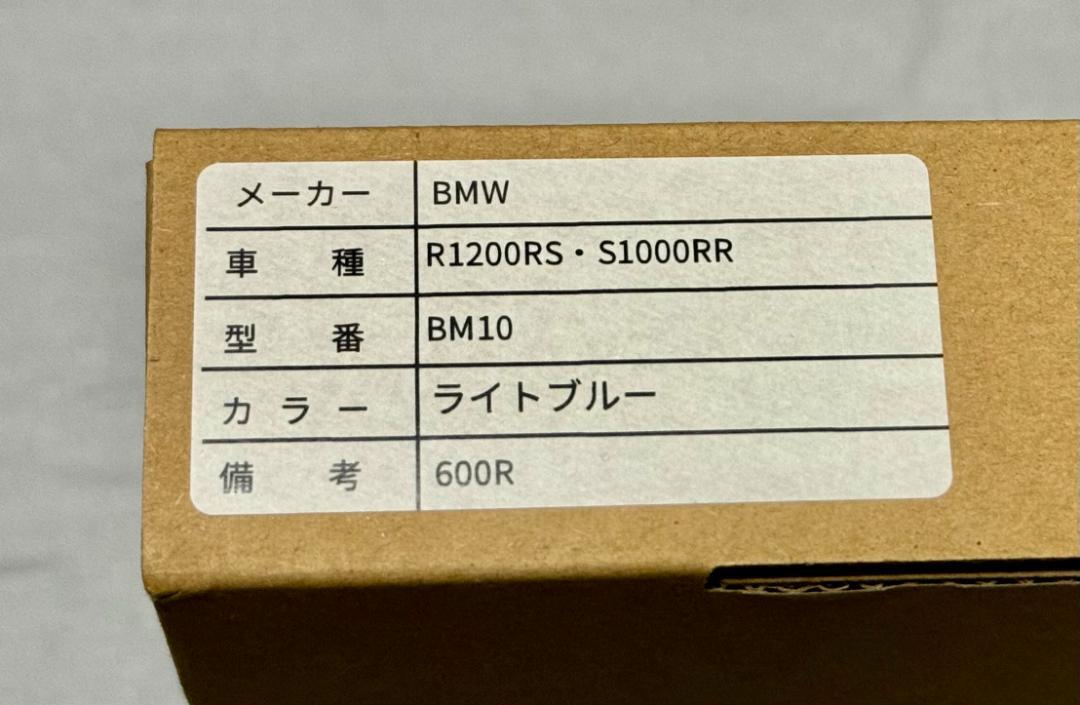 メーカー BMW
車種 R1200RS・S1000RR
型番 BM10
カラー ライトブルー
備考 600R